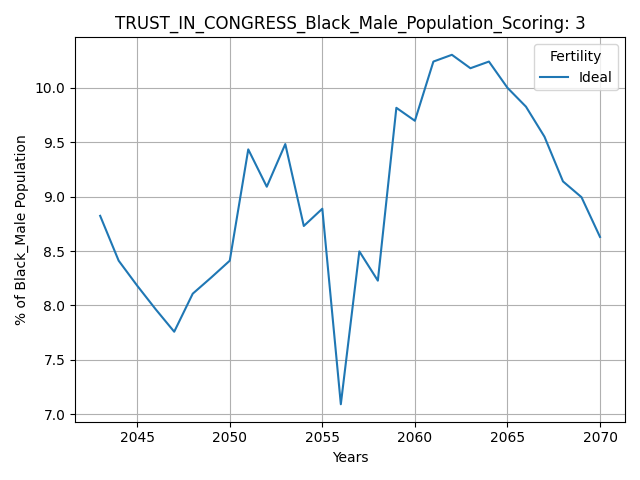 TRUST_IN_CONGRESS_Black_Male_Population_Scoring: 3
Fertility
Ideal
% of Black_Male Population
10.0
9.5
9.0
8.5
8.0
7.5
7.0
2045 2050 2055 2060 2065 2070
Years